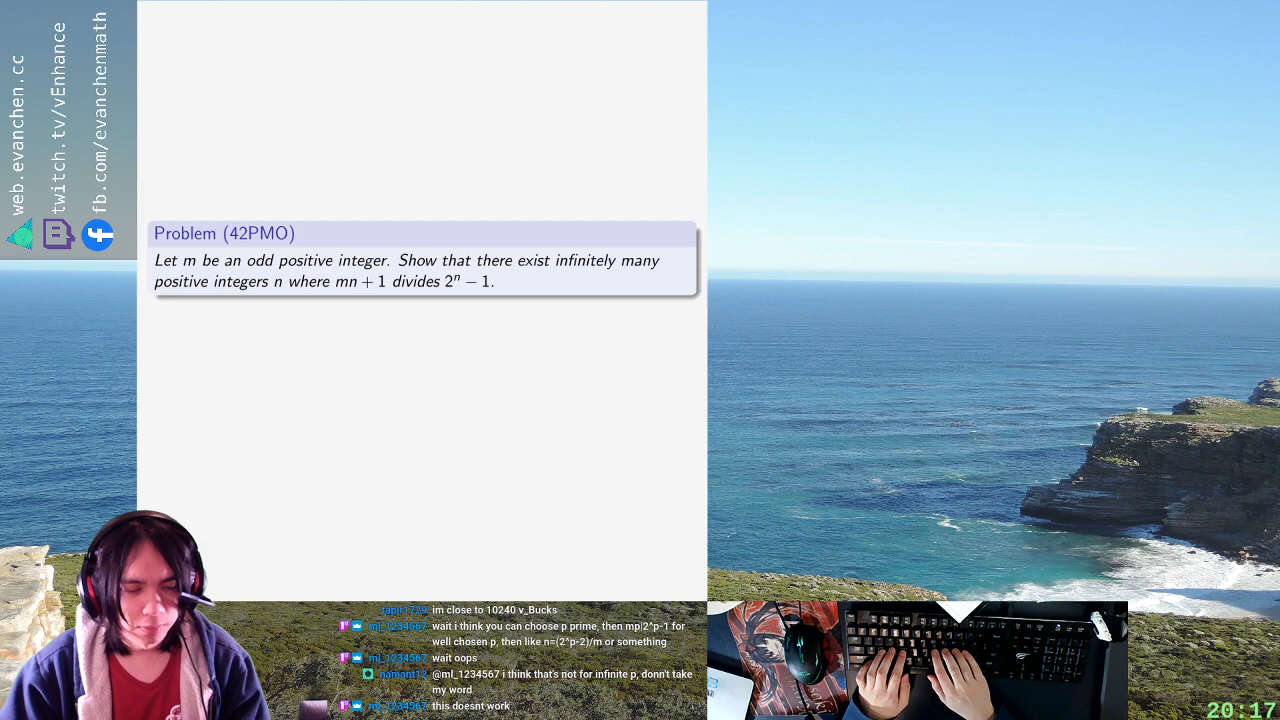 web.evanchen.cc
twitch.tv/vEnhance
fb.com/evanchenmath
Problem (42PMO)
Let m be an odd positive integer. Show that there exist infinitely many
positive integers n where mn + 1 divides 2ⁿ − 1.
tapir1729: im close to 10240 v_Bucks
ml_1234567: wait i think you can choose p prime, then mp|2^p-1 for
well chosen p, then like n=(2^p-2)/m or something
ml_1234567: wait oops
namant12: @ml_1234567 i think that's not for infinite p, donn't take
my word
ml_1234567: this doesnt work
20:17